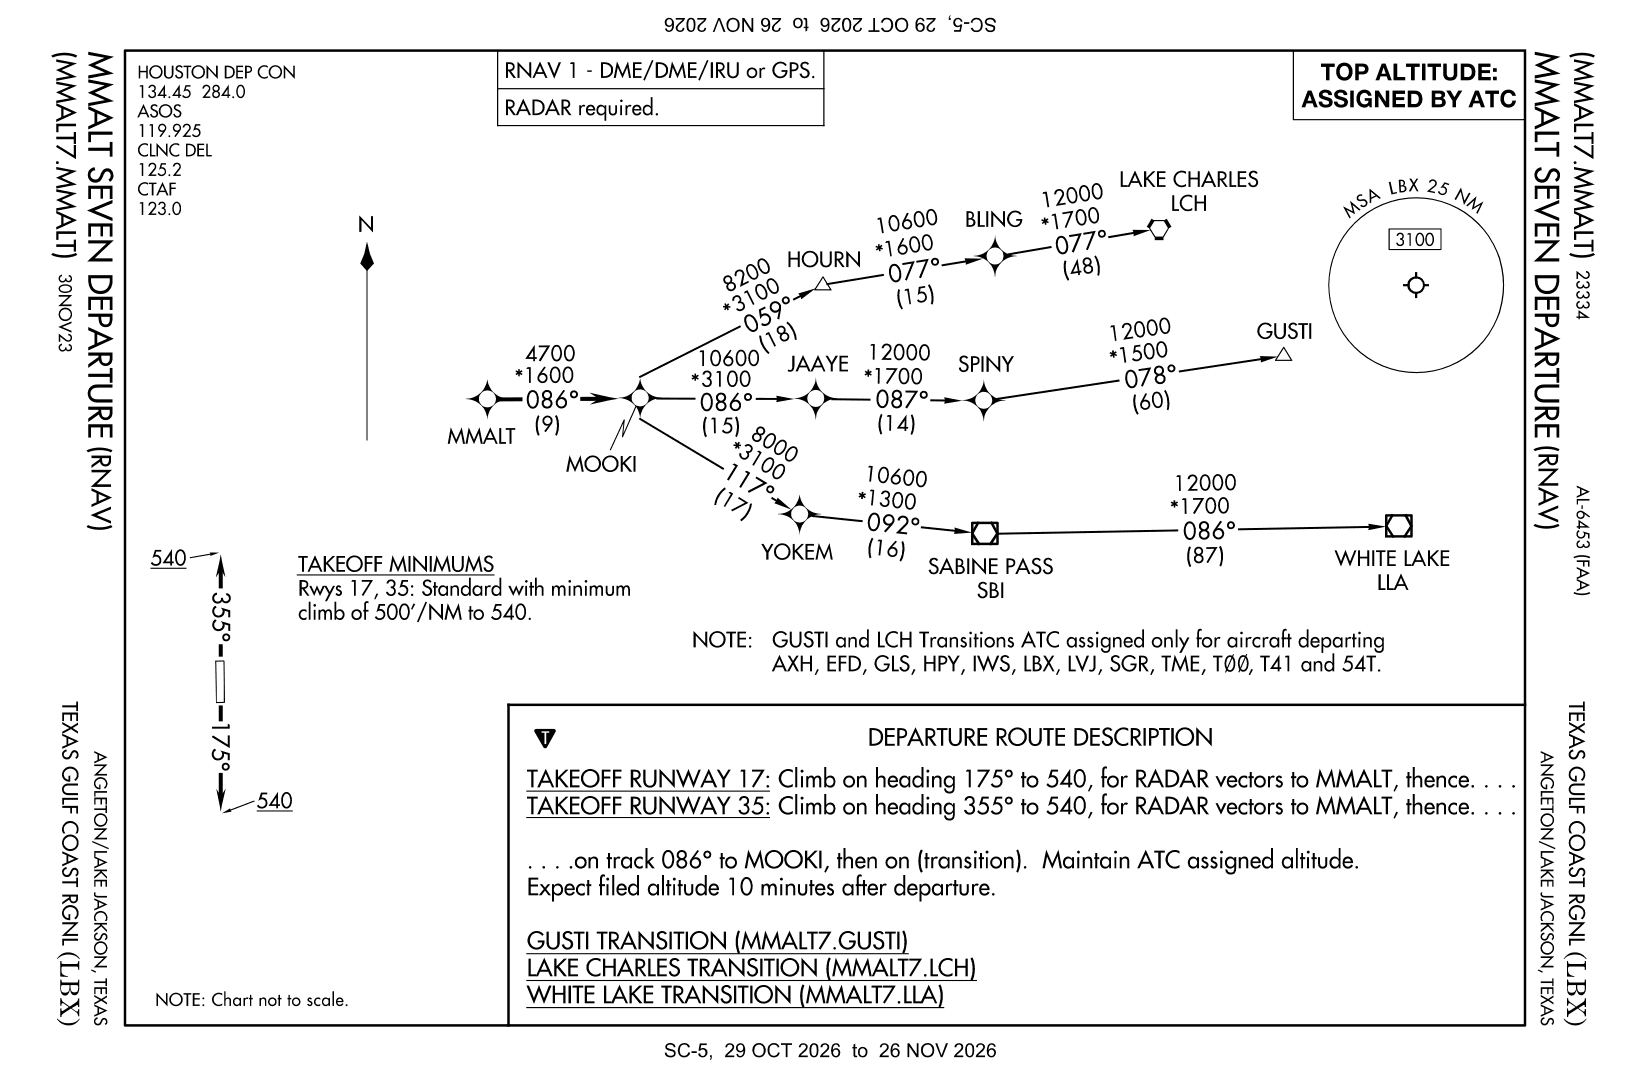 SC-5, 29 OCT 2026 to 26 NOV 2026
MMALT SEVEN DEPARTURE (RNAV)
(MMALT7.MMALT) 30NOV23
TEXAS GULF COAST RGNL (LBX)
ANGLETON/LAKE JACKSON, TEXAS
(MMALT7.MMALT) 23334
MMALT SEVEN DEPARTURE (RNAV)
AL-6453 (FAA)
TEXAS GULF COAST RGNL (LBX)
ANGLETON/LAKE JACKSON, TEXAS
HOUSTON DEP CON
134.45 284.0
ASOS
119.925
CLNC DEL
125.2
CTAF
123.0
RNAV 1 - DME/DME/IRU or GPS.
RADAR required.
TOP ALTITUDE:
ASSIGNED BY ATC
N
MSA LBX 25 NM
3100
MMALT
4700
*1600
086°
(9)
MOOKI
8200
*3100
059°
(18)
HOURN
10600
*1600
077°
(15)
BLING
12000
*1700
077°
(48)
LAKE CHARLES
LCH
10600
*3100
086°
(15)
JAAYE
12000
*1700
087°
(14)
SPINY
12000
*1500
078°
(60)
GUSTI
8000
*3100
117°
(17)
YOKEM
10600
*1300
092°
(16)
SABINE PASS
SBI
12000
*1700
086°
(87)
WHITE LAKE
LLA
540
355°
175°
540
TAKEOFF MINIMUMS
Rwys 17, 35: Standard with minimum
climb of 500'/NM to 540.
NOTE: GUSTI and LCH Transitions ATC assigned only for aircraft departing
AXH, EFD, GLS, HPY, IWS, LBX, LVJ, SGR, TME, TØØ, T41 and 54T.
NOTE: Chart not to scale.
T
DEPARTURE ROUTE DESCRIPTION
TAKEOFF RUNWAY 17: Climb on heading 175° to 540, for RADAR vectors to MMALT, thence. . . .
TAKEOFF RUNWAY 35: Climb on heading 355° to 540, for RADAR vectors to MMALT, thence. . . .
. . . .on track 086° to MOOKI, then on (transition). Maintain ATC assigned altitude.
Expect filed altitude 10 minutes after departure.
GUSTI TRANSITION (MMALT7.GUSTI)
LAKE CHARLES TRANSITION (MMALT7.LCH)
WHITE LAKE TRANSITION (MMALT7.LLA)
SC-5, 29 OCT 2026 to 26 NOV 2026